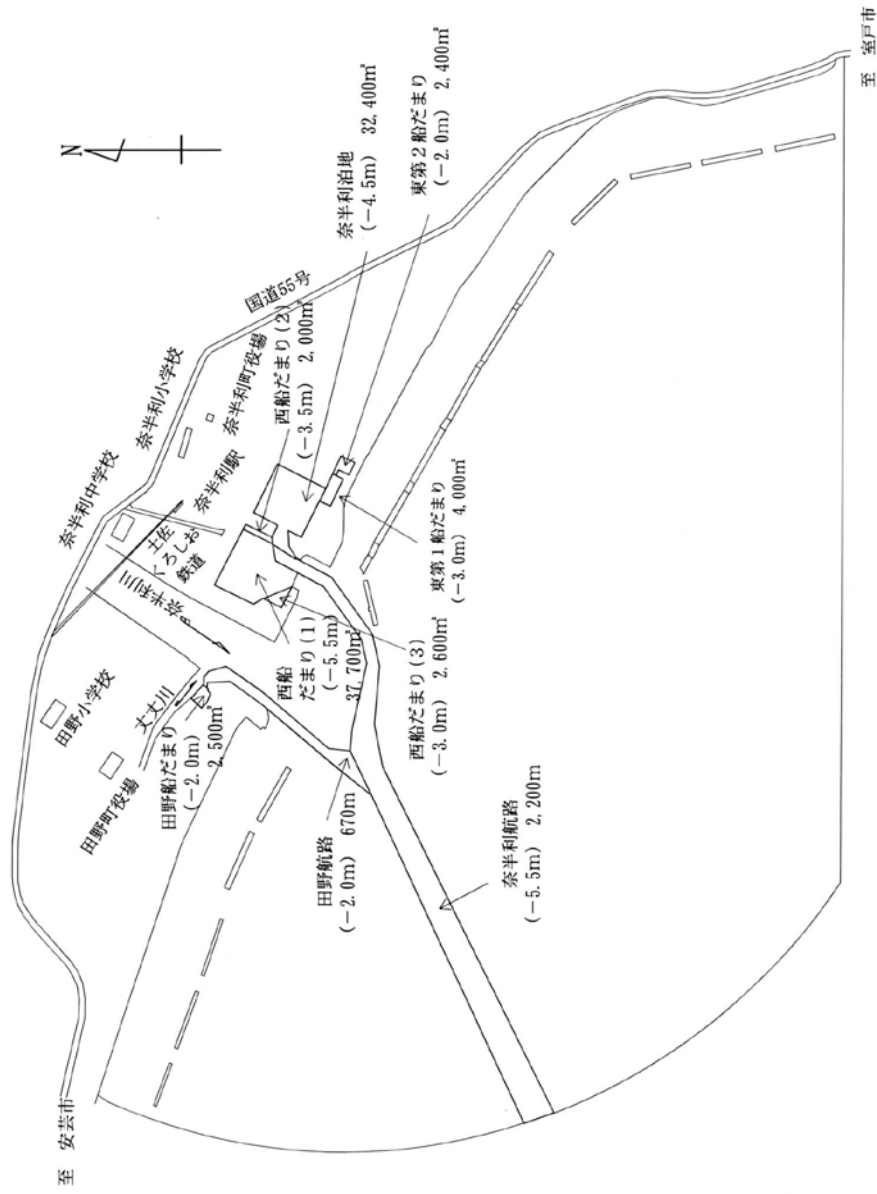 至　室戸市
N
東第２船だまり
(－2.0m)　2,400㎡
奈半利泊地
(－4.5m)　32,400㎡
国道55号
西船だまり(2)
(－3.5m)　2,000㎡
奈半利町役場
奈半利小学校
奈半利駅
奈半利中学校
土佐
くろしお
鉄道
奈半利川
東第１船だまり
(－3.0m)　4,000㎡
西船だまり(3)
(－3.0m)　2,600㎡
西船
だまり(1)
(－5.5m)
37,700㎡
田野小学校
丈丈川
田野町役場
田野船だまり
(－2.0m)
2,500㎡
田野航路
(－2.0m)　670m
奈半利航路
(－5.5m)　2,200m
至　安芸市